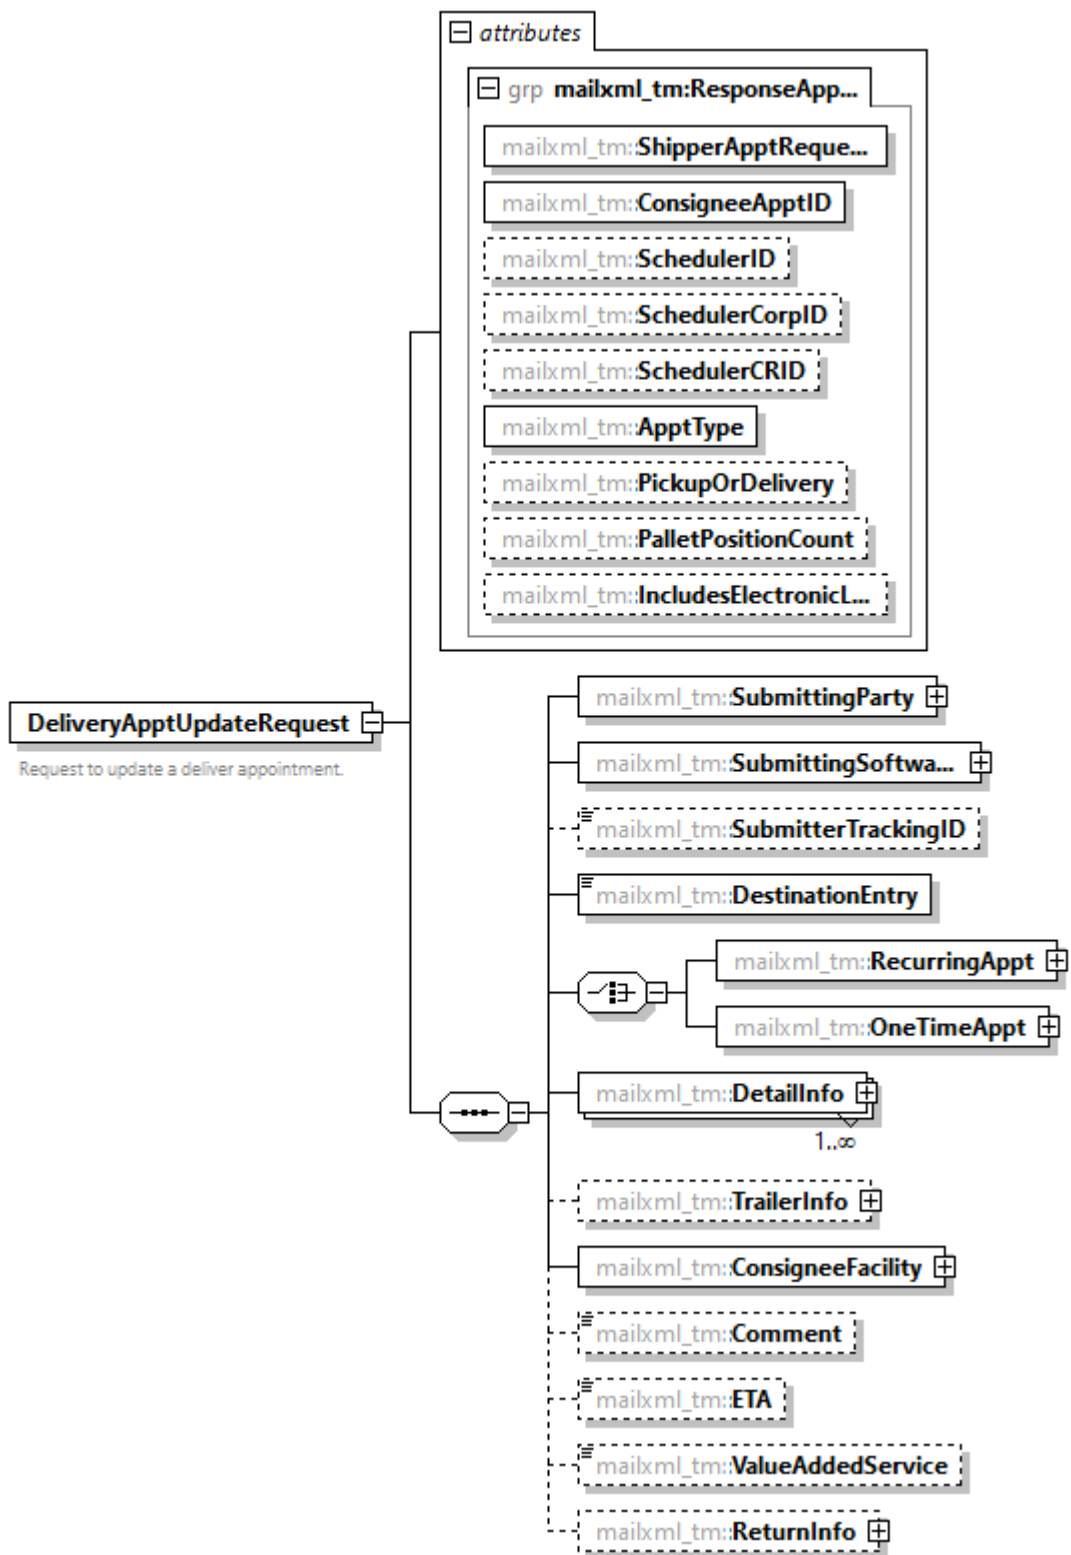 attributes
grp mailxml_tm:ResponseApp...
mailxml_tm:ShipperApptReque...
mailxml_tm:ConsigneeApptID
mailxml_tm:SchedulerID
mailxml_tm:SchedulerCorpID
mailxml_tm:SchedulerCRID
mailxml_tm:ApptType
mailxml_tm:PickupOrDelivery
mailxml_tm:PalletPositionCount
mailxml_tm:IncludesElectronicL...
DeliveryApptUpdateRequest
Request to update a deliver appointment.
mailxml_tm:SubmittingParty
mailxml_tm:SubmittingSoftwa...
mailxml_tm:SubmitterTrackingID
mailxml_tm:DestinationEntry
mailxml_tm:RecurringAppt
mailxml_tm:OneTimeAppt
mailxml_tm:DetailInfo
1..∞
mailxml_tm:TrailerInfo
mailxml_tm:ConsigneeFacility
mailxml_tm:Comment
mailxml_tm:ETA
mailxml_tm:ValueAddedService
mailxml_tm:ReturnInfo